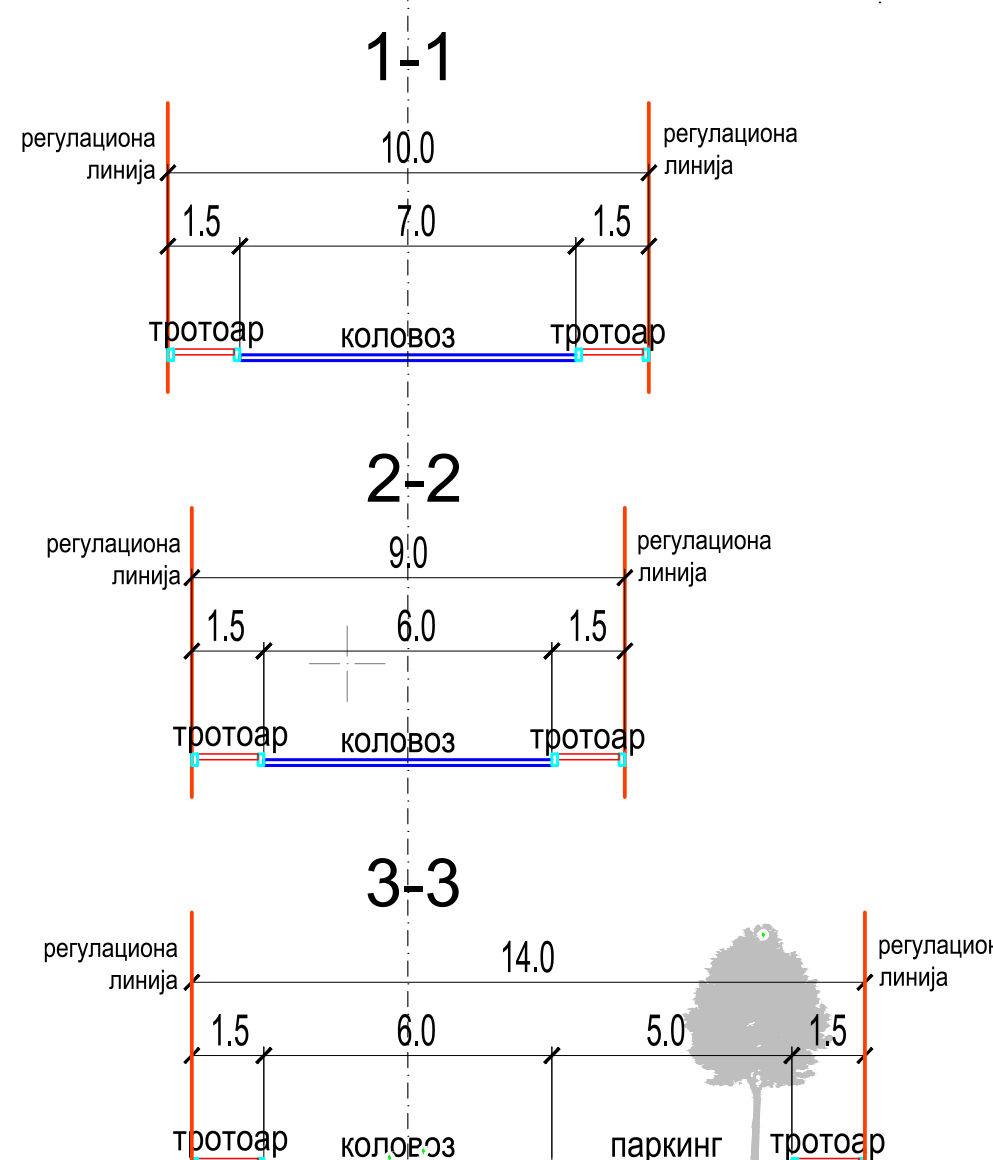 1-1
регулациона
линија
10.0
регулациона
линија
1.5
7.0
1.5
тротоар
коловоз
тротоар
2-2
регулациона
линија
9.0
регулациона
линија
1.5
6.0
1.5
тротоар
коловоз
тротоар
3-3
регулациона
линија
14.0
регулацион
линија
1.5
6.0
5.0
1.5
тротоар
коловоз
паркинг
тротоар